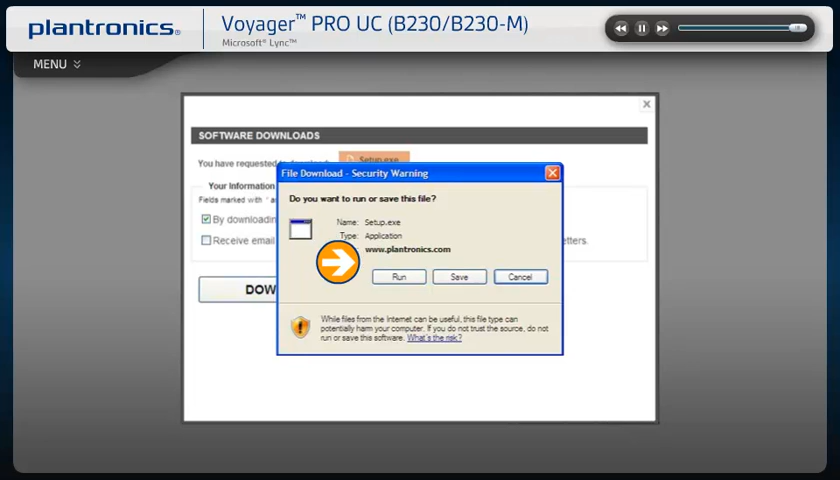 plantronics®
Voyager™ PRO UC (B230/B230-M)
Microsoft® Lync™
MENU
SOFTWARE DOWNLOADS
You have requested to download: Setup.exe
File Download - Security Warning
Your Information
Do you want to run or save this file?
Fields marked with
By downloadin
Name: Setup.exe
Type: Application
Receive email
etters.
www.plantronics.com
Run Save Cancel
DOW
While files from the Internet can be useful, this file type can
potentially harm your computer. If you do not trust the source, do not
run or save this software. What's the risk?